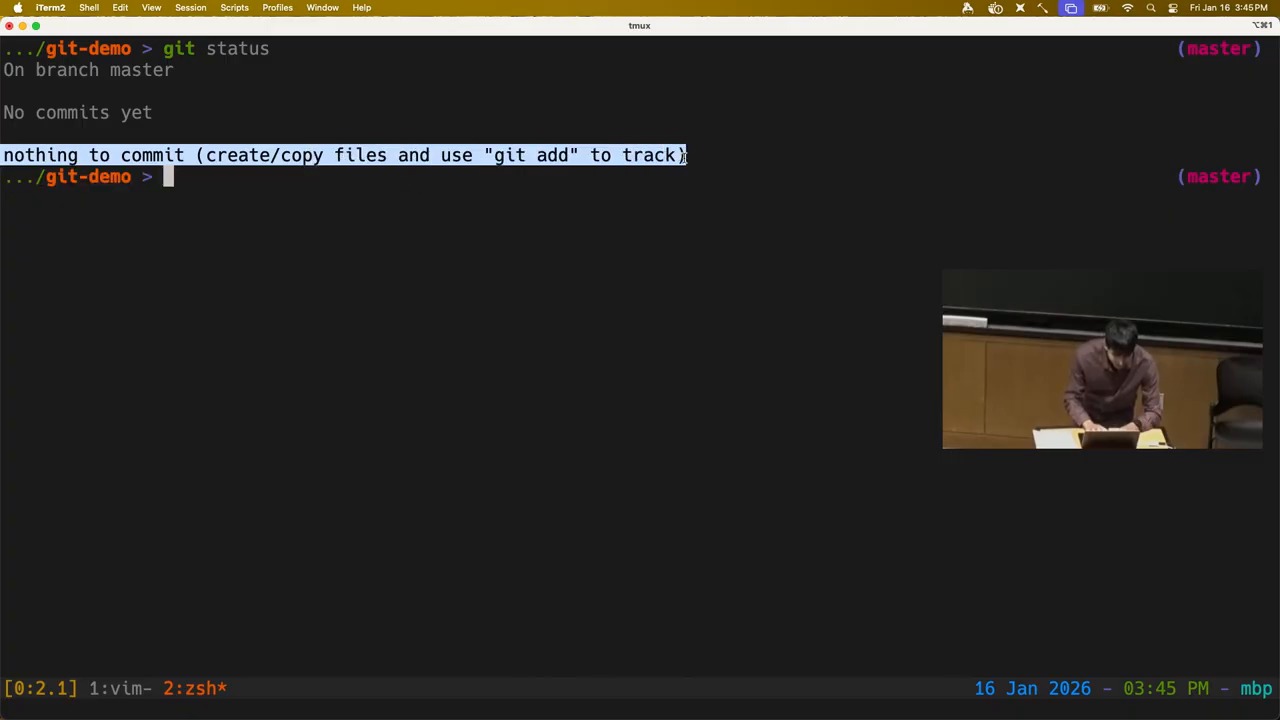 iTerm2 Shell Edit View Session Scripts Profiles Window Help Fri Jan 16 3:45 PM
tmux ⌥⌘1
.../git-demo > git status (master)
On branch master
No commits yet
nothing to commit (create/copy files and use "git add" to track)
.../git-demo > (master)
[0:2.1] 1:vim- 2:zsh* 16 Jan 2026 - 03:45 PM - mbp